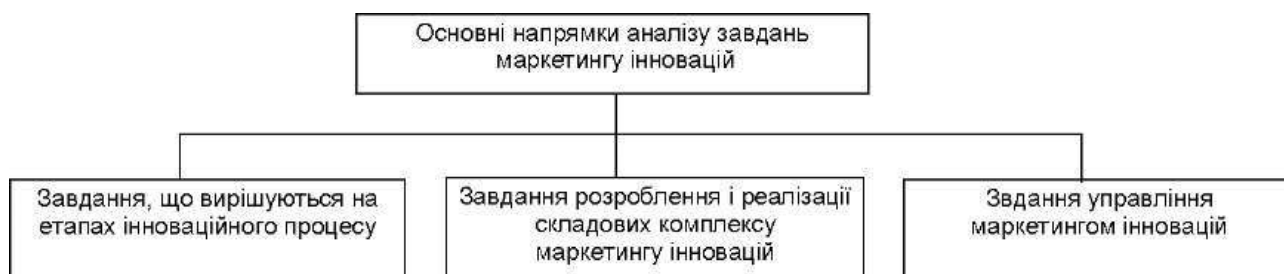 Основні напрямки аналізу завдань
маркетингу інновацій
Завдання, що вирішуються на
етапах інноваційного процесу
Завдання розроблення і реалізації
складових комплексу
маркетингу інновацій
Звдання управління
маркетингом інновацій